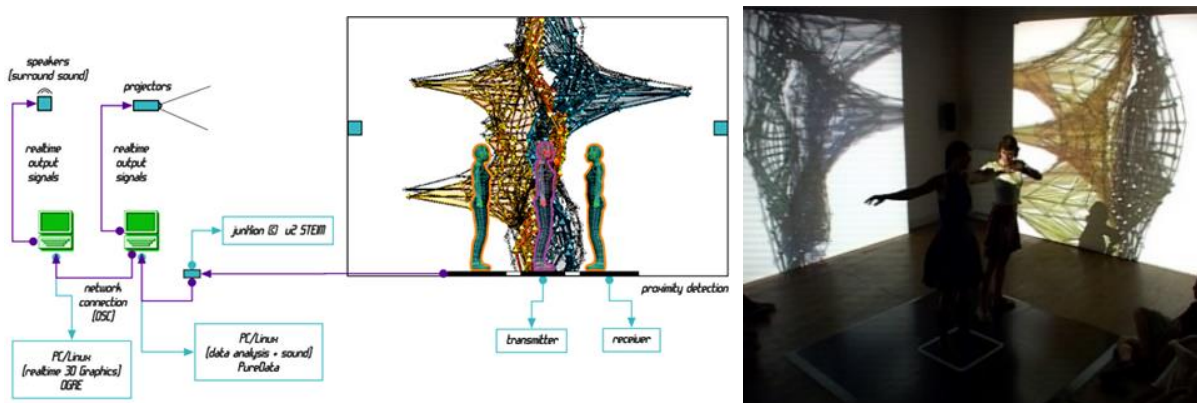 speakers
(surround sound)
projectors
realtime
output
signals
realtime
output
signals
junXion © v2 STEIM
network
connection
(OSC)
proximity detection
transmitter
receiver
PC/Linux
(realtime 3D Graphics)
OGRE
PC/Linux
(data analysis + sound)
PureData